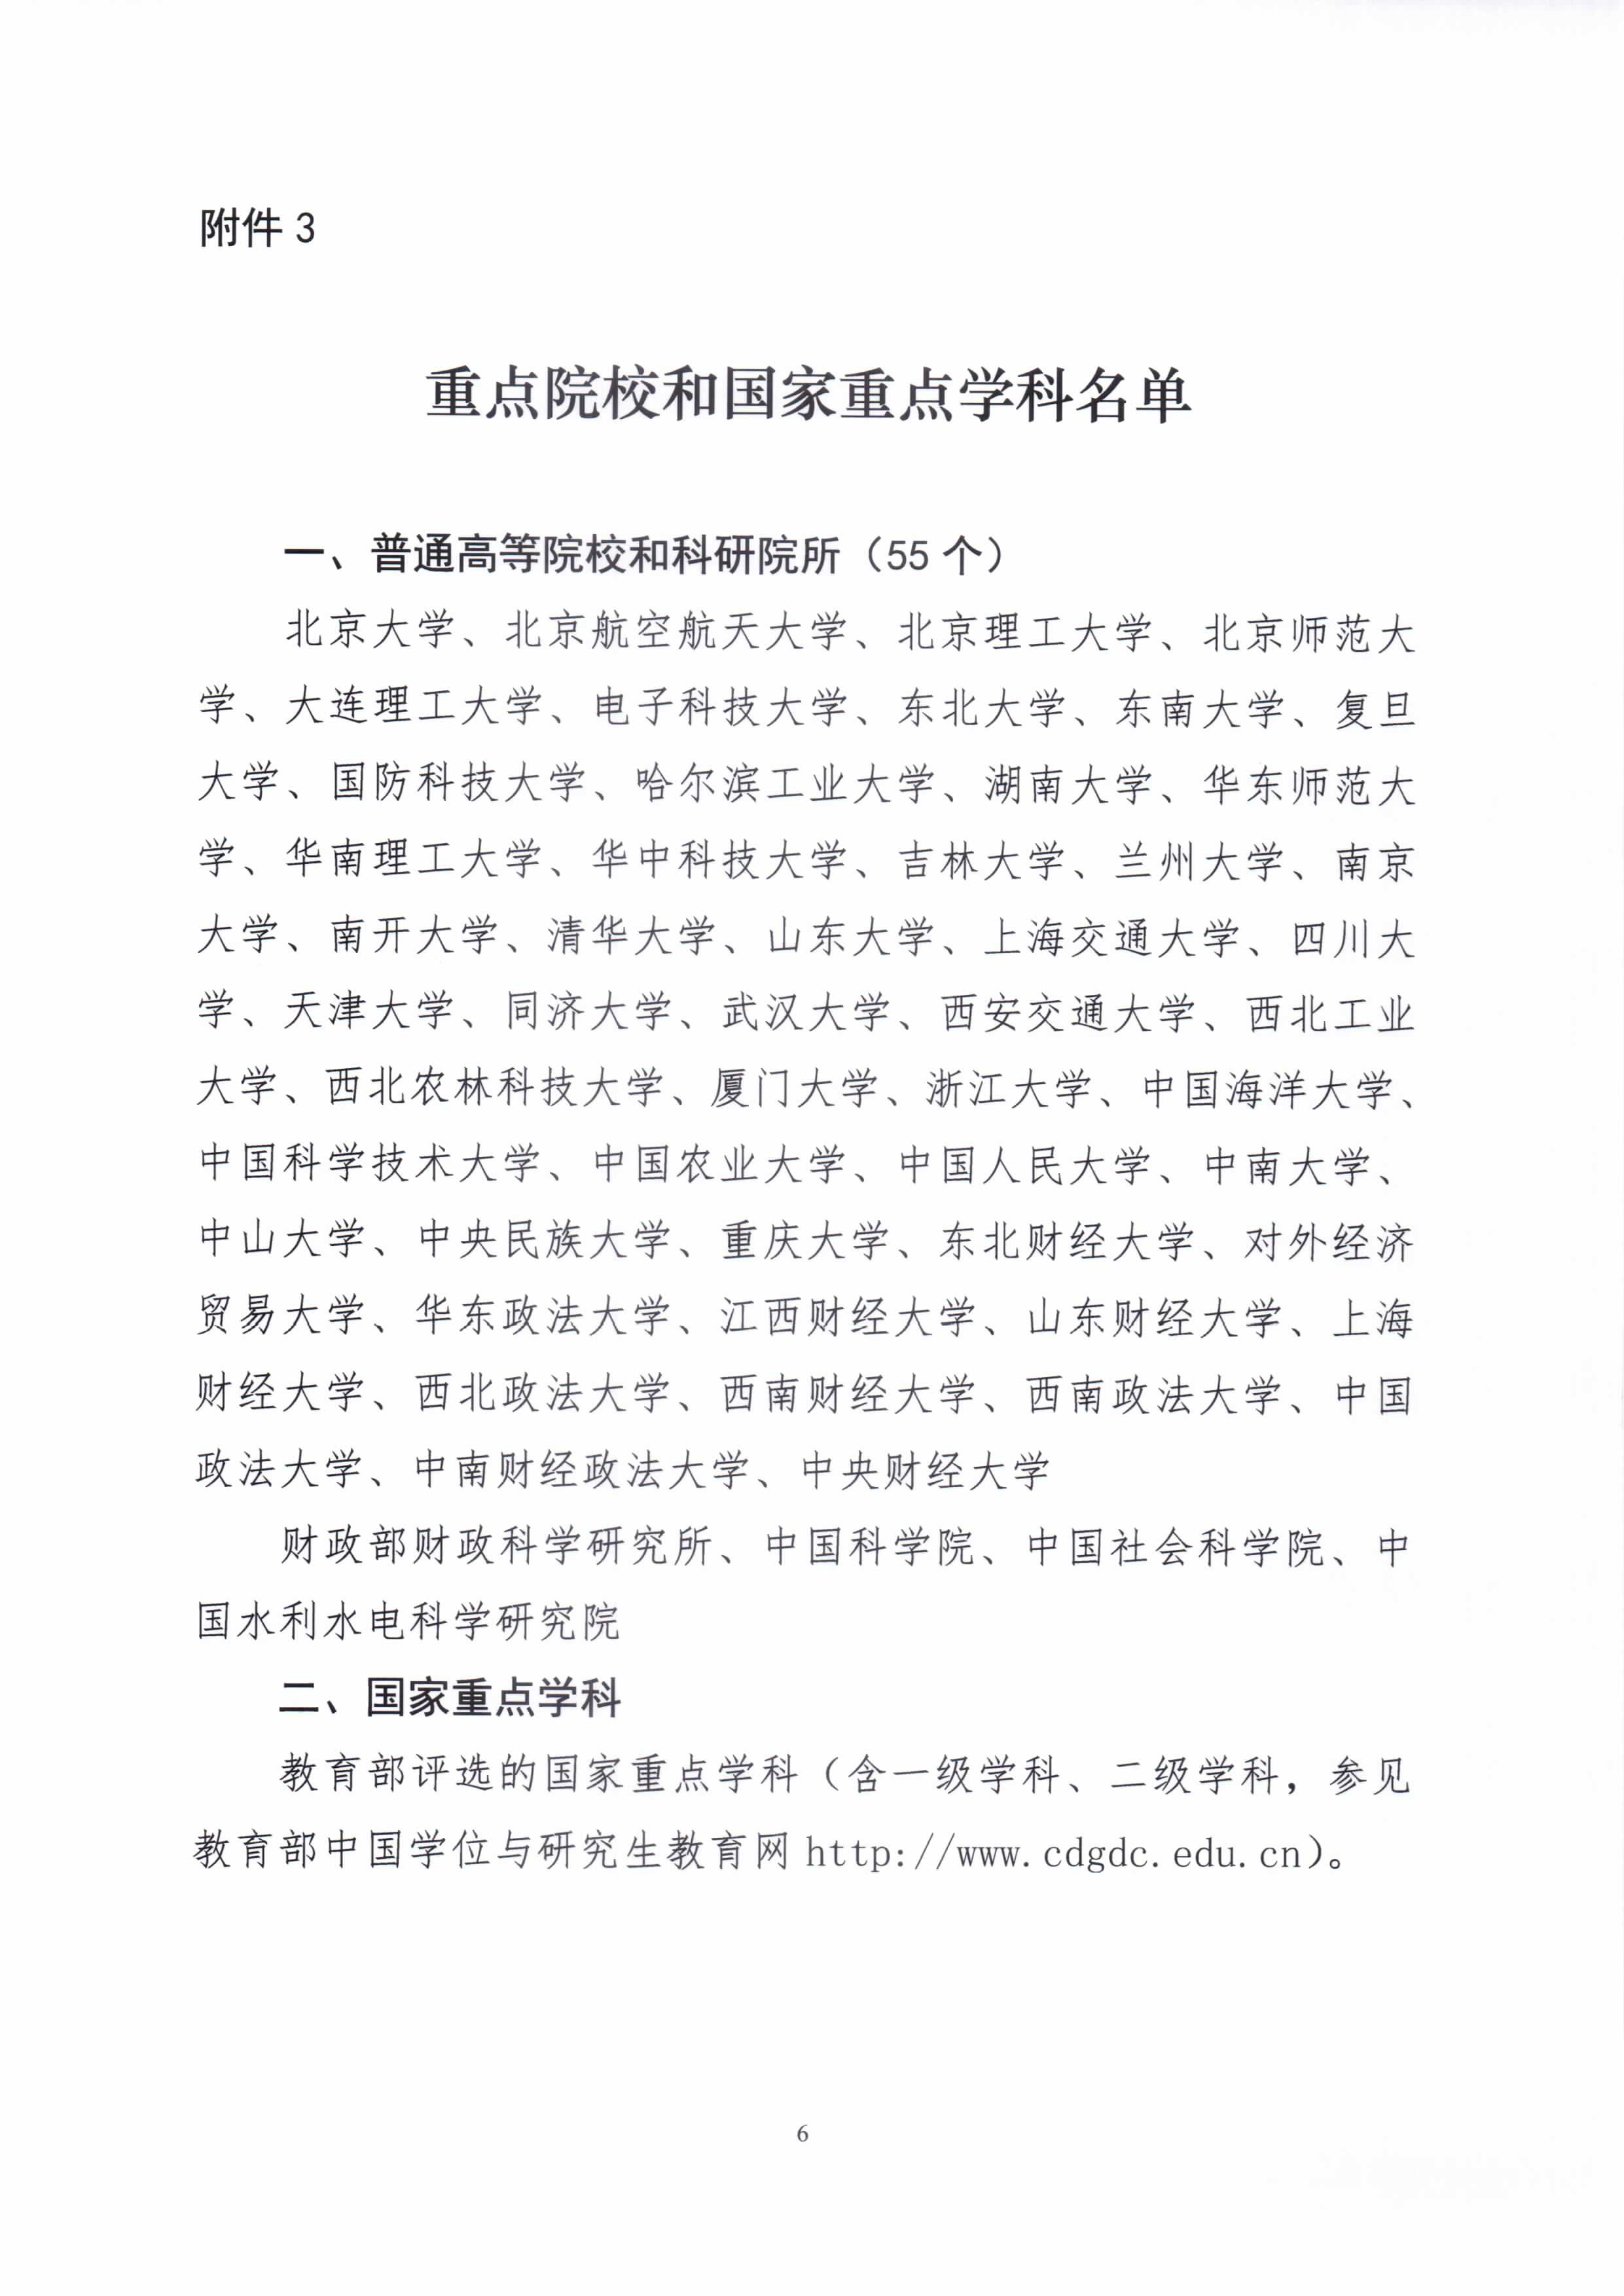 附件 3
重点院校和国家重点学科名单
一、普通高等院校和科研院所（55 个）
北京大学、北京航空航天大学、北京理工大学、北京师范大
学、大连理工大学、电子科技大学、东北大学、东南大学、复旦
大学、国防科技大学、哈尔滨工业大学、湖南大学、华东师范大
学、华南理工大学、华中科技大学、吉林大学、兰州大学、南京
大学、南开大学、清华大学、山东大学、上海交通大学、四川大
学、天津大学、同济大学、武汉大学、西安交通大学、西北工业
大学、西北农林科技大学、厦门大学、浙江大学、中国海洋大学、
中国科学技术大学、中国农业大学、中国人民大学、中南大学、
中山大学、中央民族大学、重庆大学、东北财经大学、对外经济
贸易大学、华东政法大学、江西财经大学、山东财经大学、上海
财经大学、西北政法大学、西南财经大学、西南政法大学、中国
政法大学、中南财经政法大学、中央财经大学
财政部财政科学研究所、中国科学院、中国社会科学院、中
国水利水电科学研究院
二、国家重点学科
教育部评选的国家重点学科（含一级学科、二级学科，参见
教育部中国学位与研究生教育网 http://www.cdgdc.edu.cn）。
6